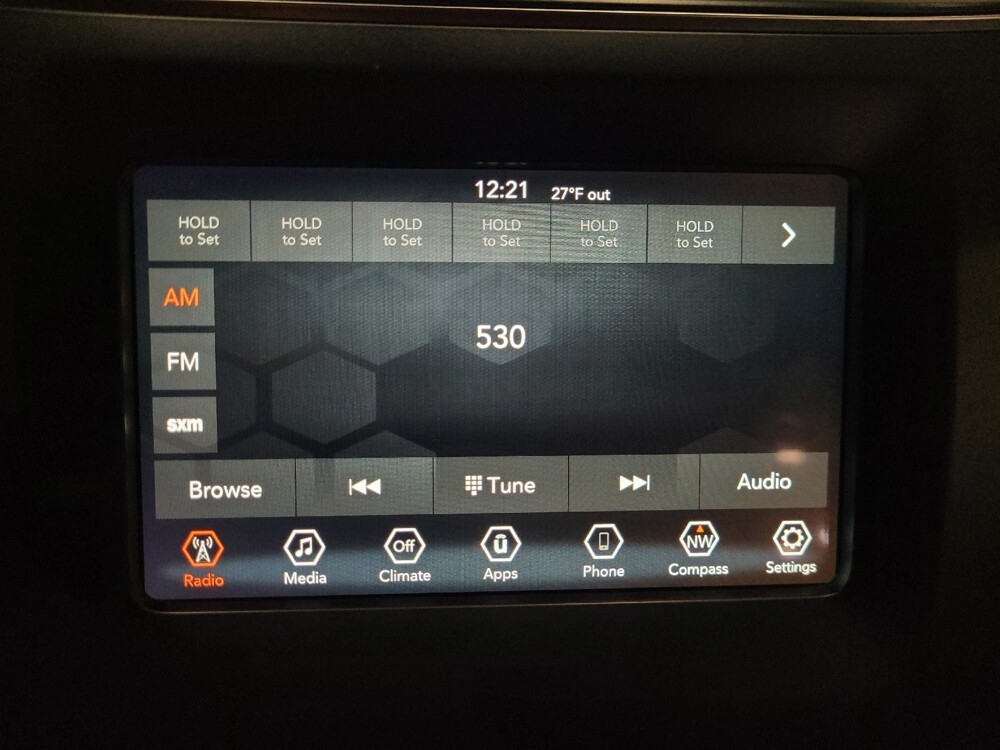 12:21 27°F out
HOLD to Set HOLD to Set HOLD to Set HOLD to Set HOLD to Set HOLD to Set
AM
530
FM
sxm
Browse Tune Audio
Off û NW
Radio Media Climate Apps Phone Compass Settings